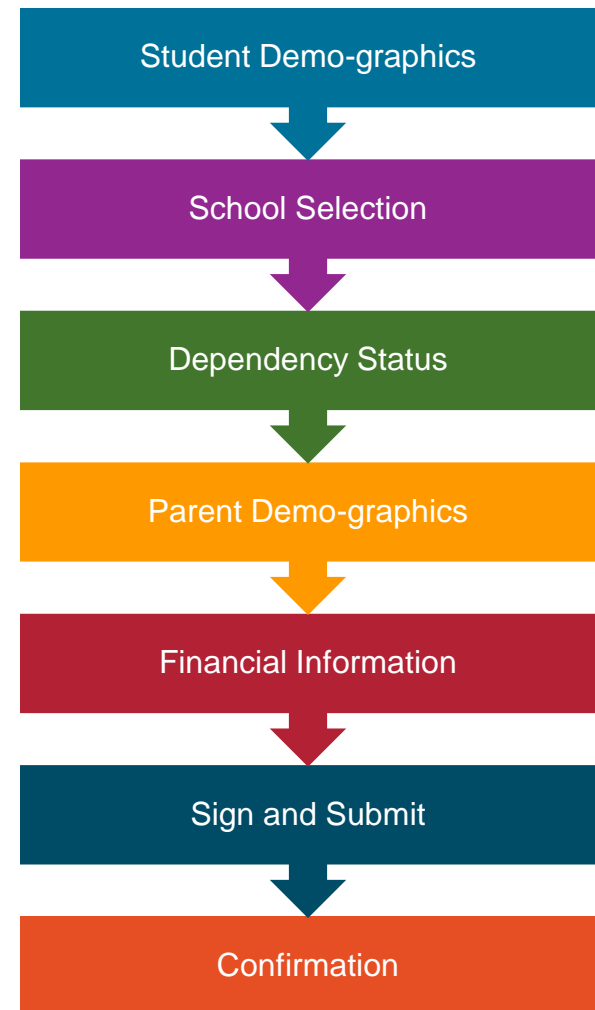 Student Demo-graphics
School Selection
Dependency Status
Parent Demo-graphics
Financial Information
Sign and Submit
Confirmation